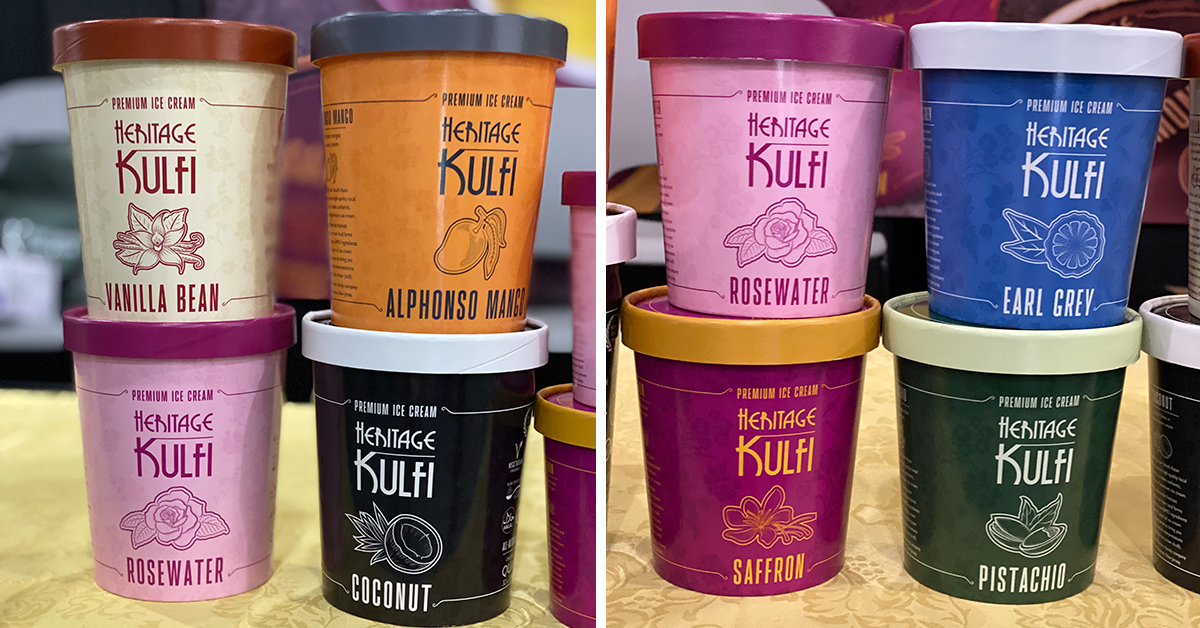 PREMIUM ICE CREAM
HERITAGE
KULFI
VANILLA BEAN
PREMIUM ICE CREAM
HERITAGE
KULFI
ALPHONSO MANGO
MANGO
PREMIUM ICE CREAM
HERITAGE
KULFI
ROSEWATER
PREMIUM ICE CREAM
HERITAGE
KULFI
COCONUT
PREMIUM ICE CREAM
HERITAGE
KULFI
ROSEWATER
PREMIUM ICE CREAM
HERITAGE
KULFI
EARL GREY
PREMIUM ICE CREAM
HERITAGE
KULFI
SAFFRON
PREMIUM ICE CREAM
HERITAGE
KULFI
PISTACHIO